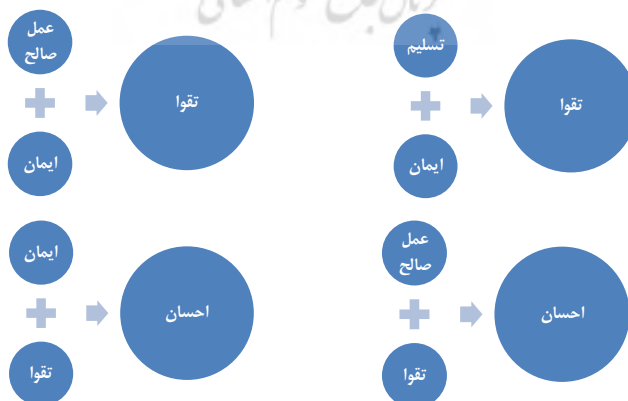 تسلیم
ایمان
تقوا
عمل
صالح
ایمان
تقوا
عمل
صالح
تقوا
احسان
ایمان
تقوا
احسان